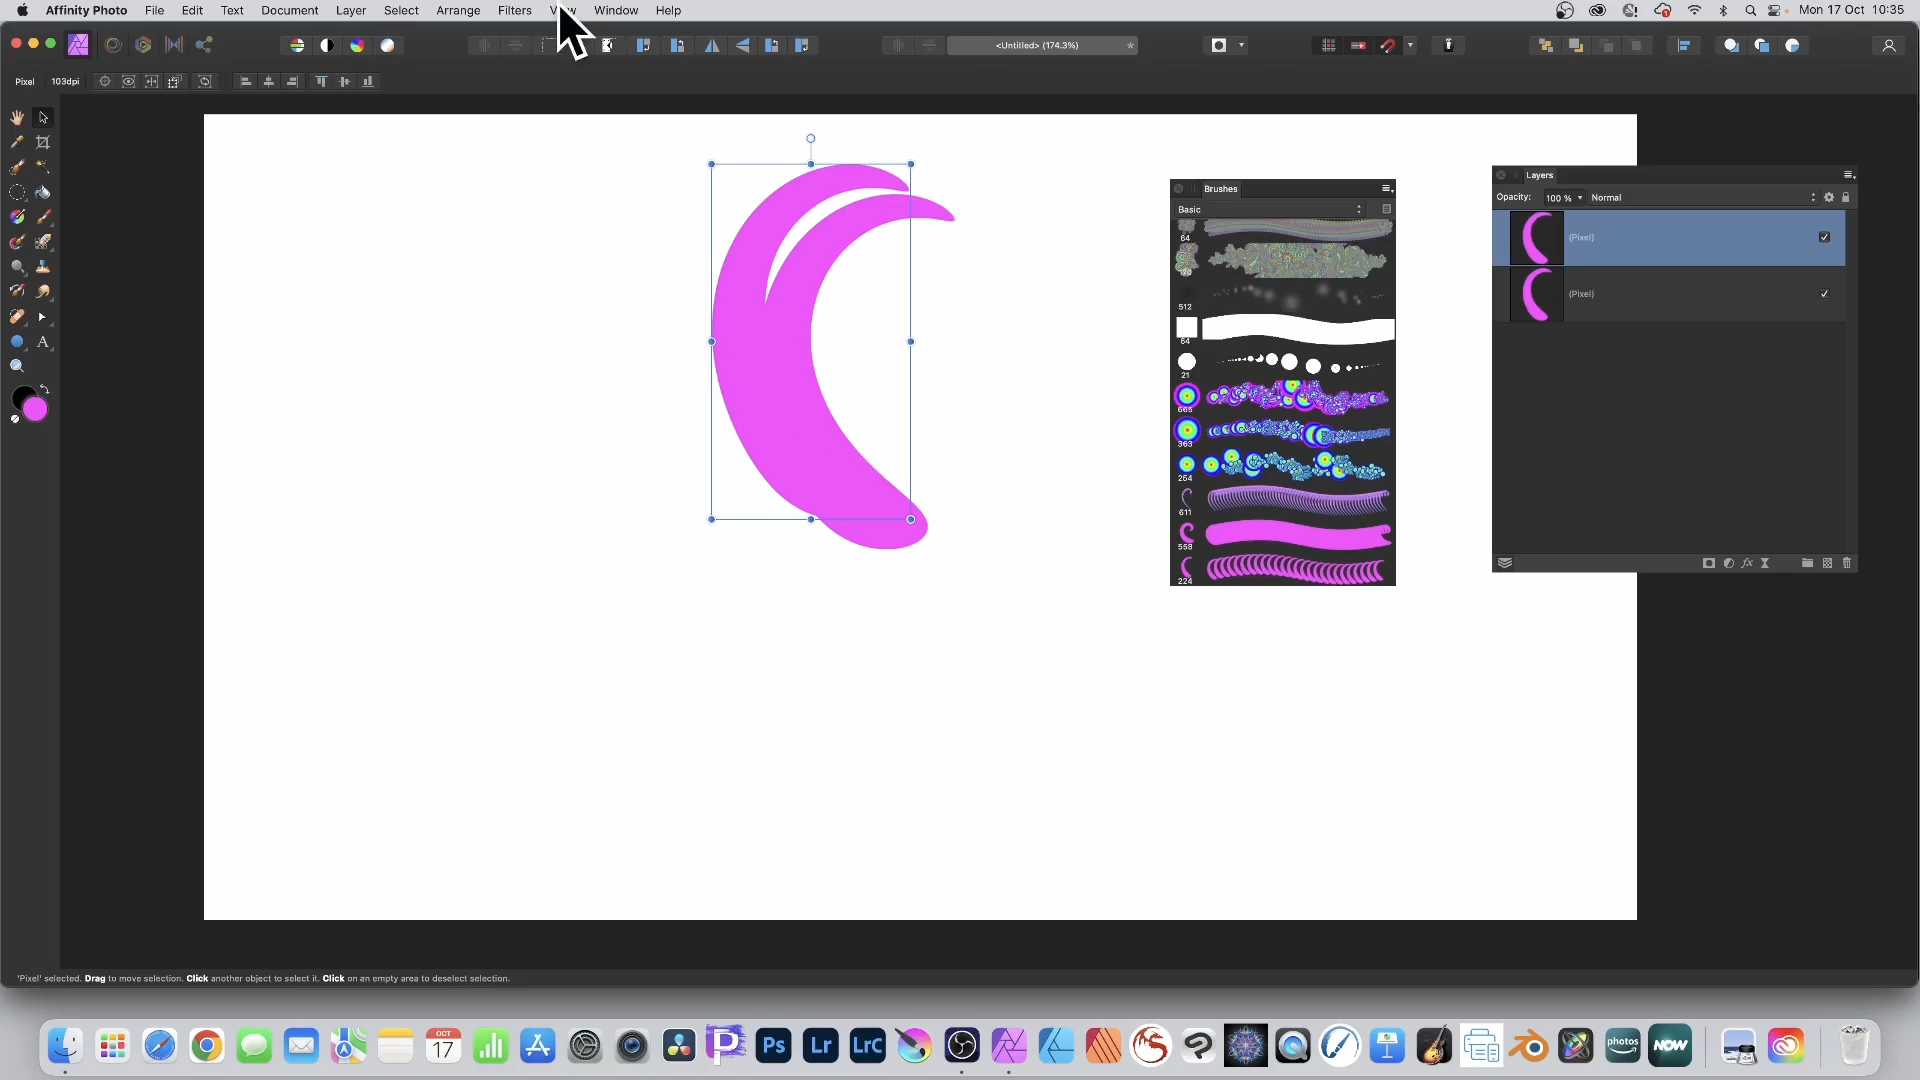 Affinity Photo File Edit Text Document Layer Select Arrange Filters Window Help Mon 17 Oct 10:35
<Untitled> (174.3%)
Pixel 103dpi
Brushes
Basic
64
512
64
21
665
363
254
611
558
224
Layers
Opacity: 100 % Normal
(Pixel)
(Pixel)
A
'Pixel' selected. Drag to move selection. Click another object to select it. Click on an empty area to deselect selection.
OCT
17
Ps
Lr
LrC
photos
NOW